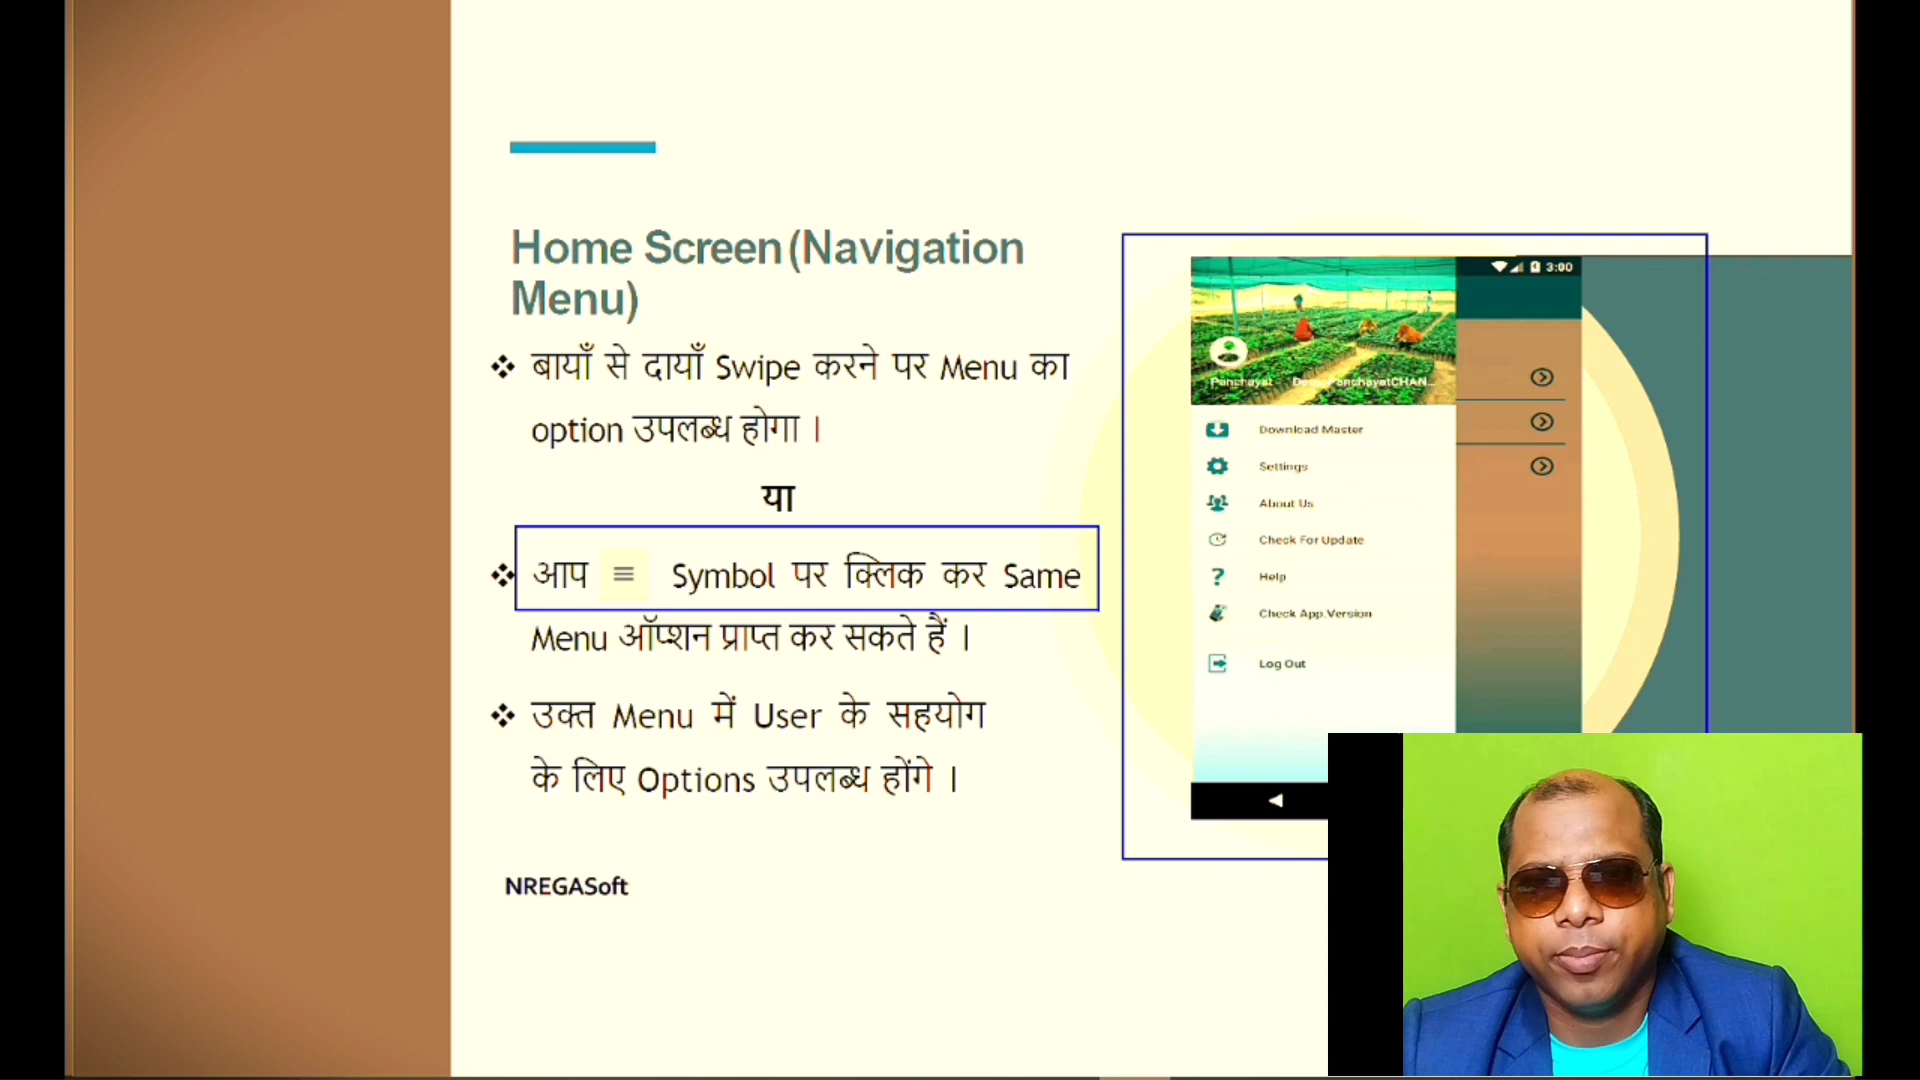 Home Screen (Navigation
Menu)
❖ बायाँ से दायाँ Swipe करने पर Menu का
option उपलब्ध होगा ।
या
❖ आप ≡ Symbol पर क्लिक कर Same
Menu ऑप्शन प्राप्त कर सकते हैं ।
❖ उक्त Menu में User के सहयोग
के लिए Options उपलब्ध होंगे ।
NREGASoft
3:00
Panchayat
Download Master
Settings
About Us
Check For Update
Help
Check App.Version
Log Out